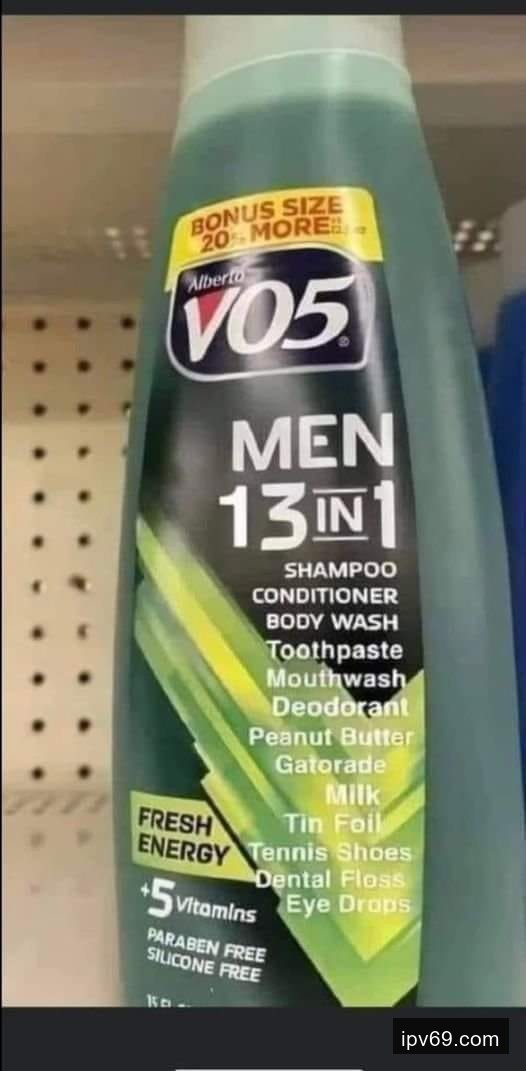 BONUS SIZE
20% MORE
Alberto
VO5
MEN
13 IN 1
SHAMPOO
CONDITIONER
BODY WASH
Toothpaste
Mouthwash
Deodorant
Peanut Butter
Gatorade
Milk
Tin Foil
Tennis Shoes
Dental Floss
Eye Drops
FRESH
ENERGY
+5 Vitamins
PARABEN FREE
SILICONE FREE
ipv69.com